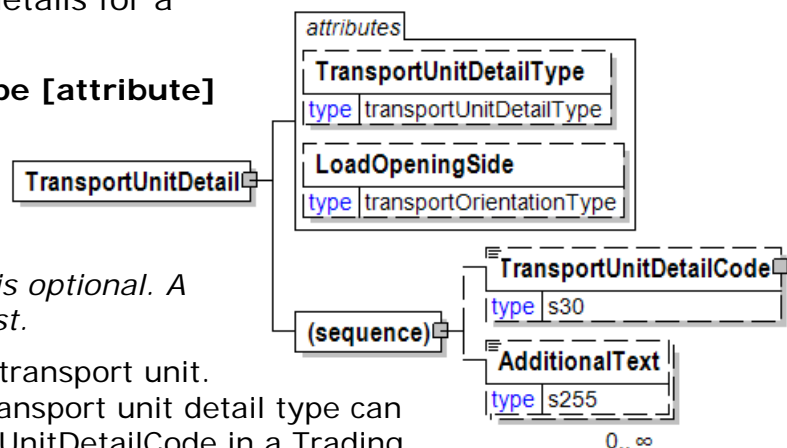 etails for a
pe [attribute]
is optional. A
st.
transport unit.
ansport unit detail type can
UnitDetailCode in a Trading
attributes
TransportUnitDetailType
type transportUnitDetailType
LoadOpeningSide
type transportOrientationType
TransportUnitDetail
(sequence)
TransportUnitDetailCode
type s30
AdditionalText
type s255
0..∞